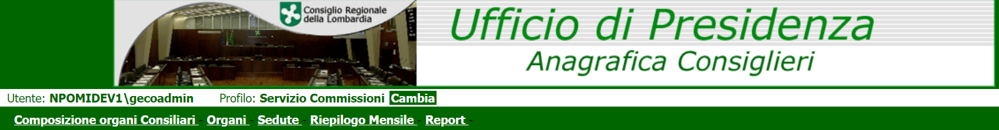 Consiglio Regionale
della Lombardia
Ufficio di Presidenza
Anagrafica Consiglieri
Utente: NPOMIDEV1\gecoadmin Profilo: Servizio Commissioni Cambia
Composizione organi Consiliari - Organi - Sedute - Riepilogo Mensile - Report -